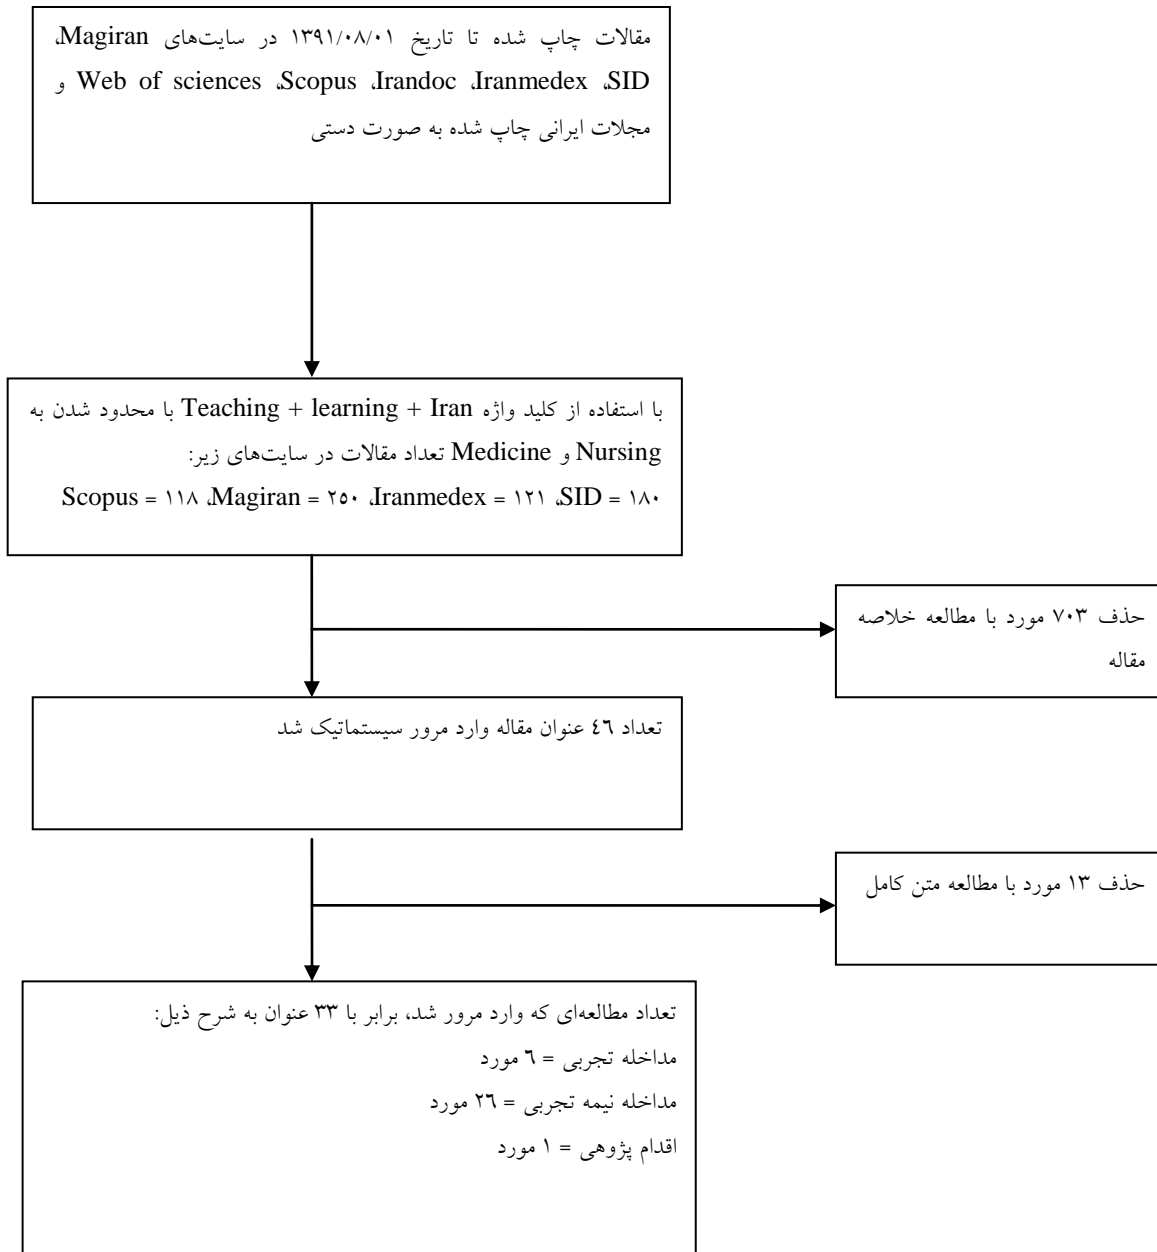 مقالات چاپ شده تا تاریخ ۱۳۹۱/۰۸/۰۱ در سایت‌های Magiran،
SID، Iranmedex، Irandoc، Scopus، Web of sciences و
مجلات ایرانی چاپ شده به صورت دستی
با استفاده از کلید واژه Teaching + learning + Iran با محدود شدن به
Nursing و Medicine تعداد مقالات در سایت‌های زیر:
SID = ۱۸۰، Iranmedex = ۱۲۱، Magiran = ۲۵۰، Scopus = ۱۱۸
حذف ۷۰۳ مورد با مطالعه خلاصه
مقاله
تعداد ٤٦ عنوان مقاله وارد مرور سیستماتیک شد
حذف ۱۳ مورد با مطالعه متن کامل
تعداد مطالعه‌ای که وارد مرور شد، برابر با ۳۳ عنوان به شرح ذیل:
مداخله تجربی = ٦ مورد
مداخله نیمه تجربی = ۲٦ مورد
اقدام پژوهی = ۱ مورد